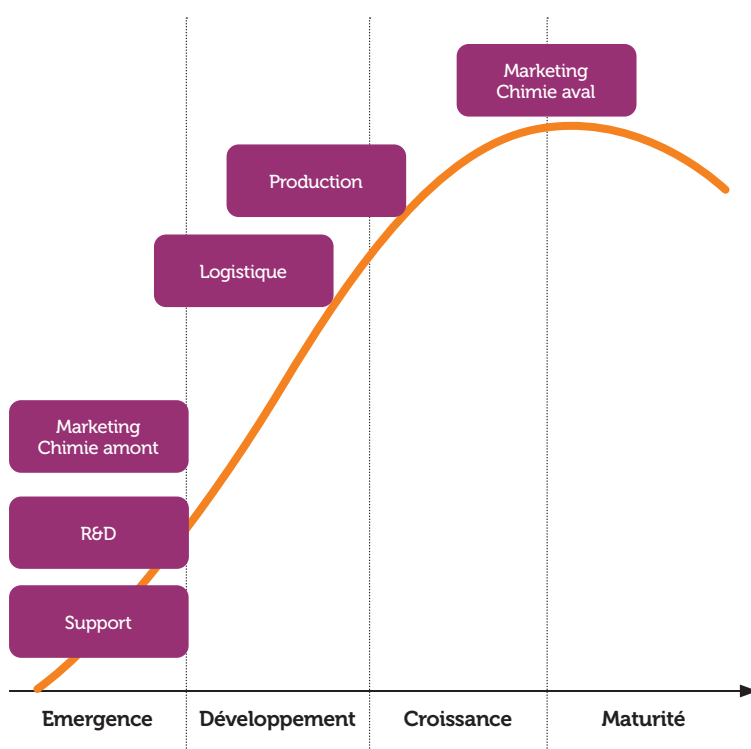 Marketing
Chimie aval
Production
Logistique
Marketing
Chimie amont
R&D
Support
Emergence
Développement
Croissance
Maturité